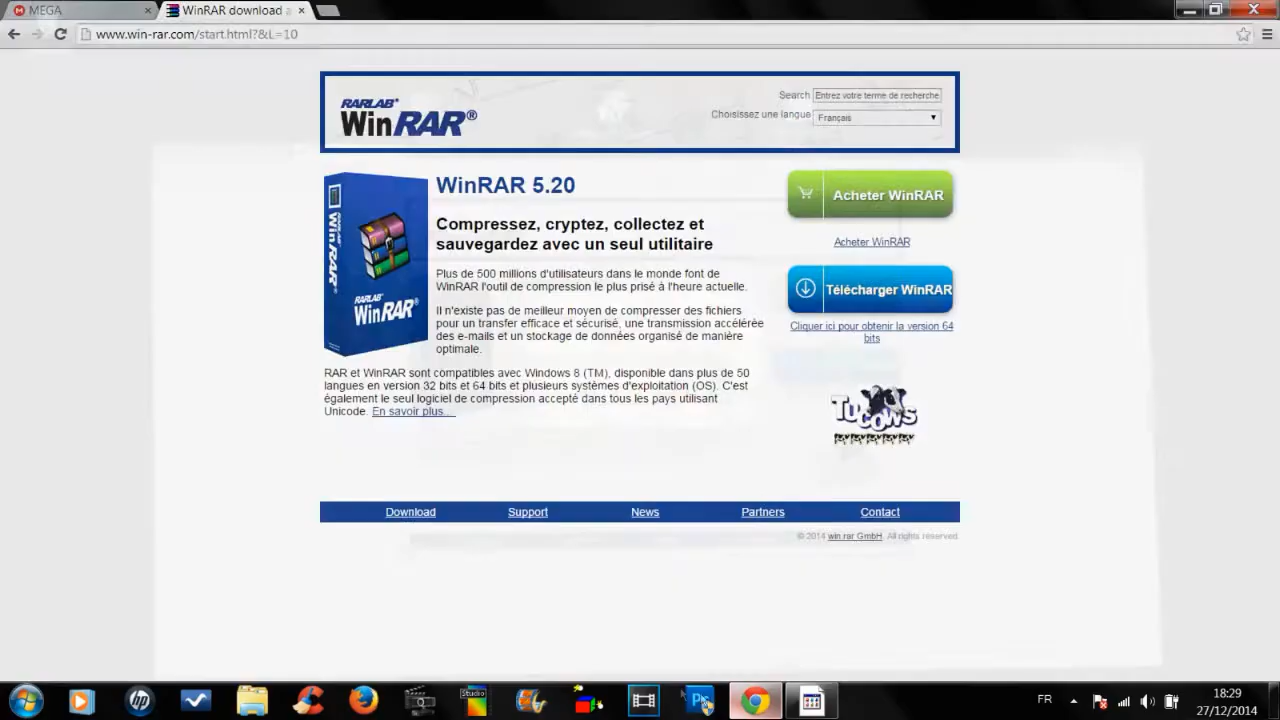 MEGA
WinRAR download a
www.win-rar.com/start.html?&L=10
RARLAB®
WinRAR®
Search
Entrez votre terme de recherche
Choisissez une langue
Français
WinRAR 5.20
Compressez, cryptez, collectez et
sauvegardez avec un seul utilitaire
Plus de 500 millions d'utilisateurs dans le monde font de
WinRAR l'outil de compression le plus prisé à l'heure actuelle.
Il n'existe pas de meilleur moyen de compresser des fichiers
pour un transfer efficace et sécurisé, une transmission accélérée
des e-mails et un stockage de données organisé de manière
optimale.
RAR et WinRAR sont compatibles avec Windows 8 (TM), disponible dans plus de 50
langues en version 32 bits et 64 bits et plusieurs systèmes d'exploitation (OS). C'est
également le seul logiciel de compression accepté dans tous les pays utilisant
Unicode. En savoir plus...
RARLAB
WinRAR
RARLAB
WinRAR®
Acheter WinRAR
Acheter WinRAR
Télécharger WinRAR
Cliquer ici pour obtenir la version 64
bits
TUCOWS
Download
Support
News
Partners
Contact
© 2014 win.rar GmbH. All rights reserved.
Studio
Ps
FR
18:29
27/12/2014